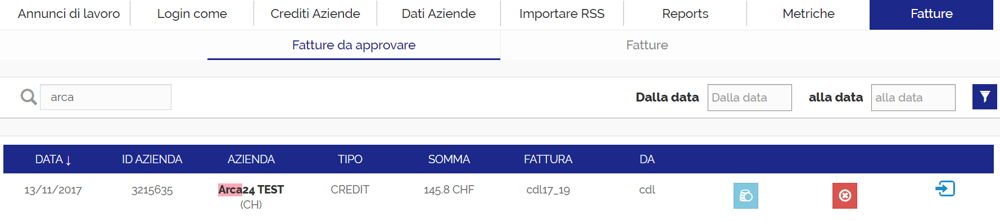 Annunci di lavoro Login come Crediti Aziende Dati Aziende Importare RSS Reports Metriche Fatture
Fatture da approvare Fatture
arca Dalla data Dalla data alla data alla data
DATA ↓ ID AZIENDA AZIENDA TIPO SOMMA FATTURA DA
13/11/2017 3215635 Arca24 TEST CREDIT 145.8 CHF cdl17_19 cdl
(CH)